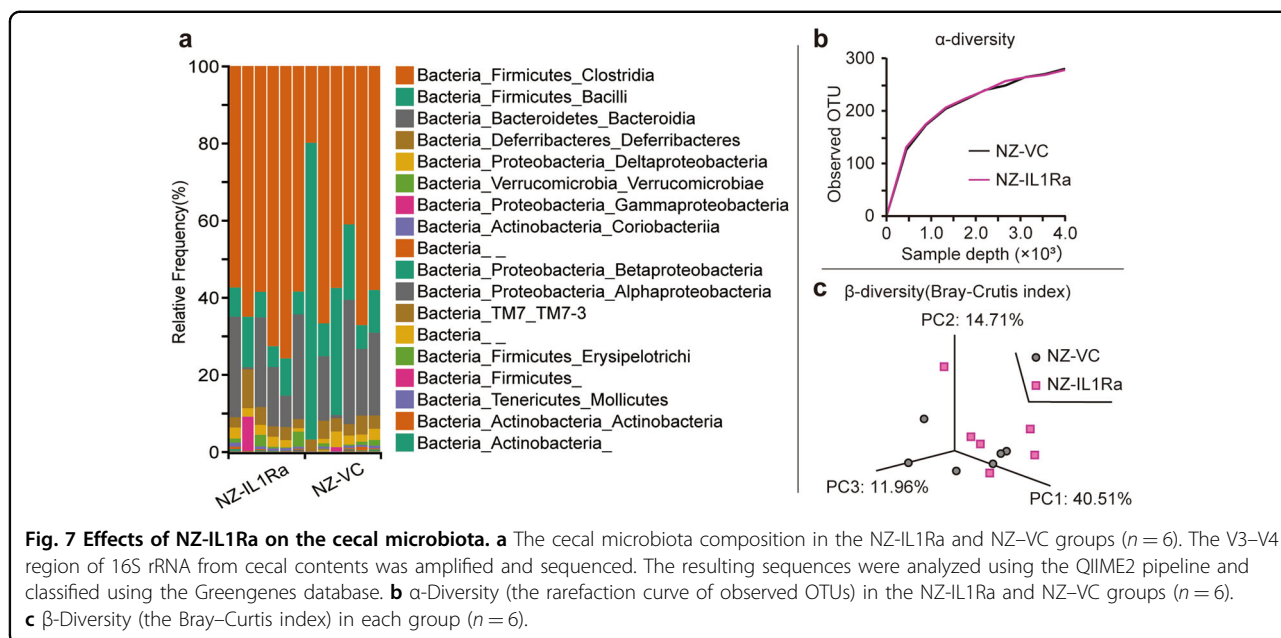 a
100
80
60
40
20
0
Relative Frequency(%)
NZ-IL1Ra
NZ-VC
Bacteria_Firmicutes_Clostridia
Bacteria_Firmicutes_Bacilli
Bacteria_Bacteroidetes_Bacteroidia
Bacteria_Deferribacteres_Deferribacteres
Bacteria_Proteobacteria_Deltaproteobacteria
Bacteria_Verrucomicrobia_Verrucomicrobiae
Bacteria_Proteobacteria_Gammaproteobacteria
Bacteria_Actinobacteria_Coriobacteriia
Bacteria_ _
Bacteria_Proteobacteria_Betaproteobacteria
Bacteria_Proteobacteria_Alphaproteobacteria
Bacteria_TM7_TM7-3
Bacteria_ _
Bacteria_Firmicutes_Erysipelotrichi
Bacteria_Firmicutes_
Bacteria_Tenericutes_Mollicutes
Bacteria_Actinobacteria_Actinobacteria
Bacteria_Actinobacteria_
b
α-diversity
300
200
100
0
Observed OTU
NZ-VC
NZ-IL1Ra
0 1.0 2.0 3.0 4.0
Sample depth (×10³)
c
β-diversity(Bray-Crutis index)
PC2: 14.71%
NZ-VC
NZ-IL1Ra
PC3: 11.96%
PC1: 40.51%
Fig. 7 Effects of NZ-IL1Ra on the cecal microbiota. a The cecal microbiota composition in the NZ-IL1Ra and NZ–VC groups (n = 6). The V3–V4
region of 16S rRNA from cecal contents was amplified and sequenced. The resulting sequences were analyzed using the QIIME2 pipeline and
classified using the Greengenes database. b α-Diversity (the rarefaction curve of observed OTUs) in the NZ-IL1Ra and NZ–VC groups (n = 6).
c β-Diversity (the Bray–Curtis index) in each group (n = 6).